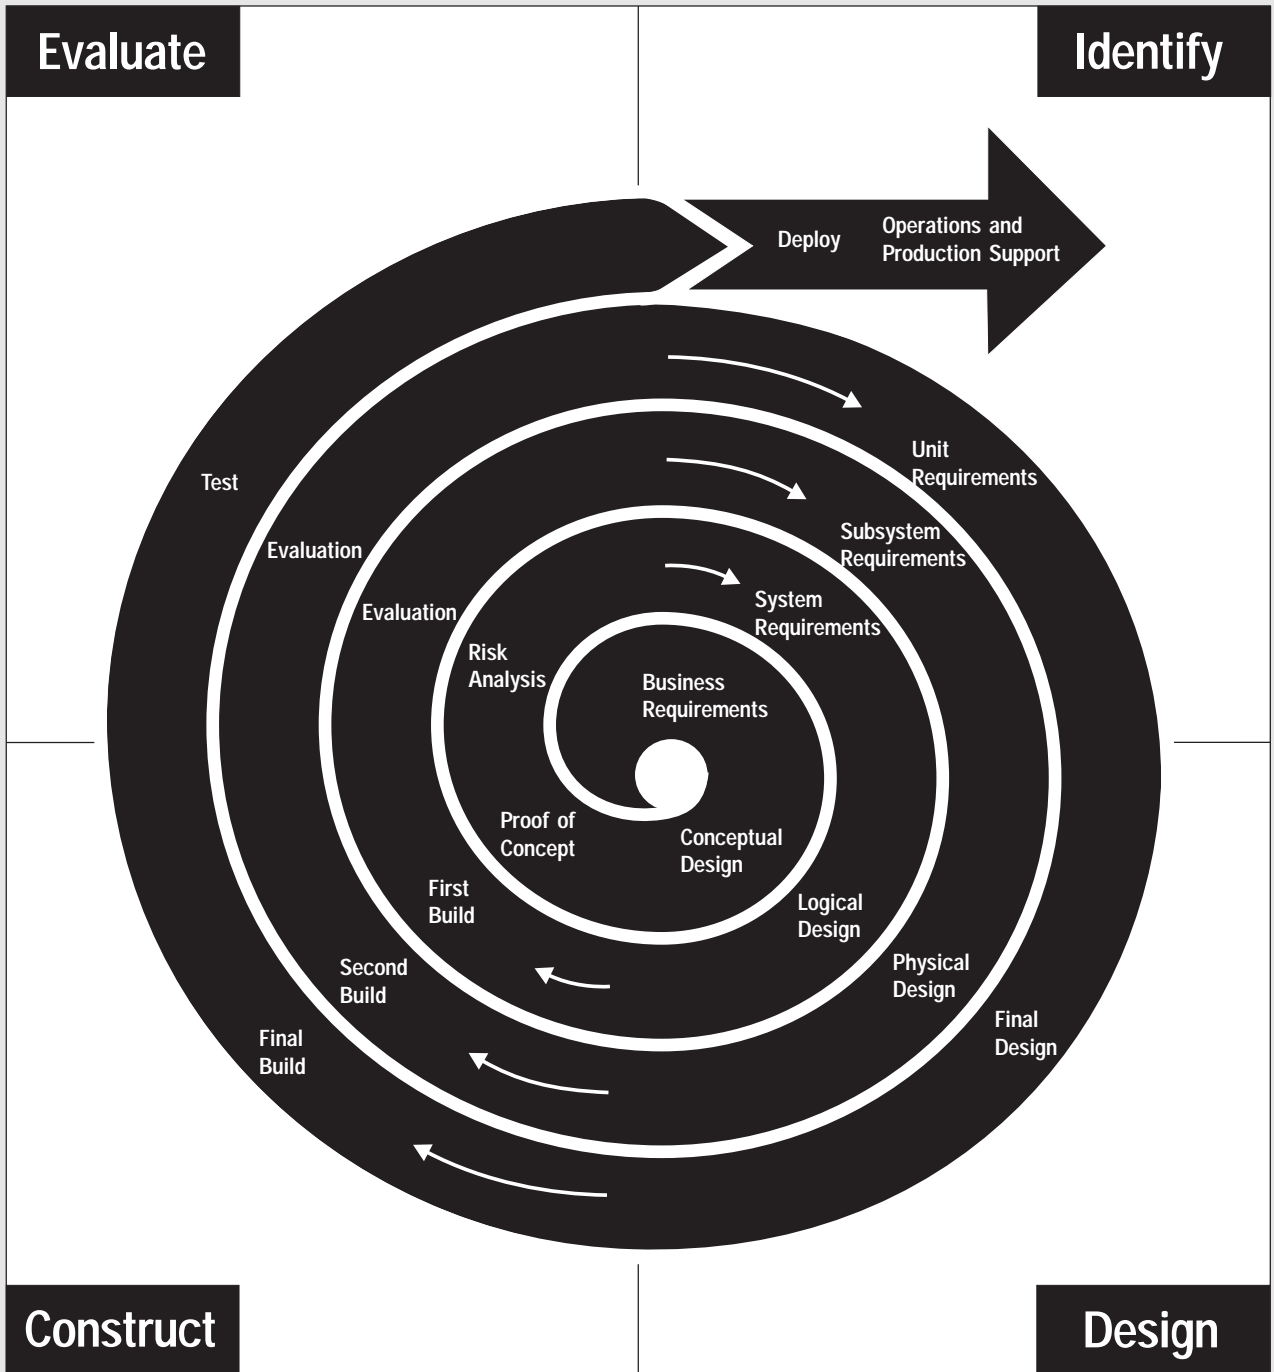 Evaluate
Identify
Deploy
Operations and
Production Support
Unit
Requirements
Test
Subsystem
Requirements
Evaluation
System
Requirements
Evaluation
Risk
Analysis
Business
Requirements
Proof of
Concept
Conceptual
Design
First
Build
Logical
Design
Second
Build
Physical
Design
Final
Build
Final
Design
Construct
Design